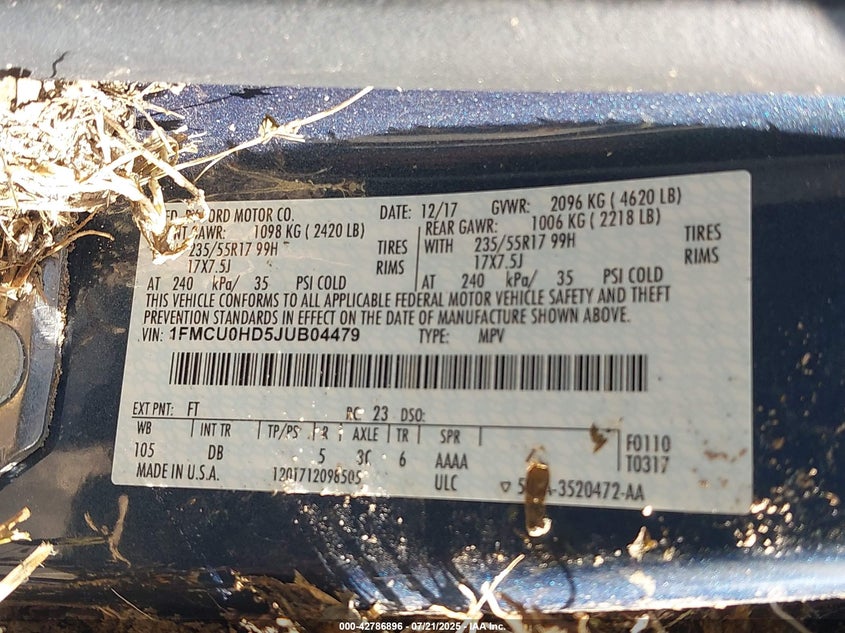 FORD MOTOR CO. DATE: 12/17 GVWR: 2096 KG ( 4620 LB)
GAWR: 1098 KG ( 2420 LB) REAR GAWR: 1006 KG ( 2218 LB)
235/55R17 99H TIRES WITH 235/55R17 99H TIRES
17X7.5J RIMS 17X7.5J RIMS
AT 240 kPa/ 35 PSI COLD AT 240 kPa/ 35 PSI COLD
THIS VEHICLE CONFORMS TO ALL APPLICABLE FEDERAL MOTOR VEHICLE SAFETY AND THEFT
PREVENTION STANDARDS IN EFFECT ON THE DATE OF MANUFACTURE SHOWN ABOVE.
VIN: 1FMCU0HD5JUB04479 TYPE: MPV
EXT PNT: FT RC: 23 DSO:
WB INT TR TP/PS R AXLE TR SPR
105 DB 5 6 AAAA F0110
MADE IN U.S.A. ULC T0317
000-42786896 - 07/21/2025 - IAA Inc.